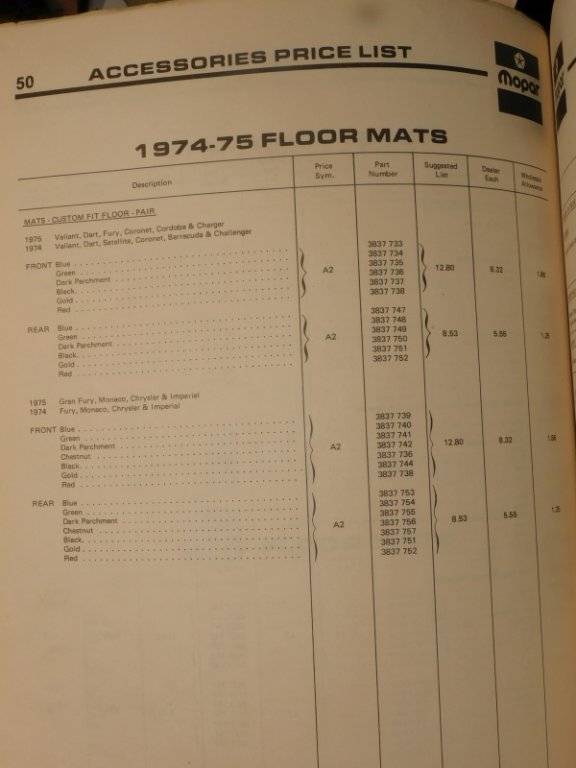 50 ACCESSORIES PRICE LIST Mopar
1974-75 FLOOR MATS
Description Price Sym. Part Number Suggested List Dealer Each Wholesale Allowance
MATS - CUSTOM FIT FLOOR - PAIR
1975 Valiant, Dart, Fury, Coronet, Cordoba & Charger
1974 Valiant, Dart, Satellite, Coronet, Barracuda & Challenger
FRONT Blue 3837 733
Green 3837 734
Dark Parchment 3837 735
Black 3837 736
Gold 3837 737
Red 3837 738
A2 12.80 8.32
REAR Blue 3837 747
Green 3837 748
Dark Parchment 3837 749
Black 3837 750
Gold 3837 751
Red 3837 752
A2 8.53 5.55 1.25
1975 Gran Fury, Monaco, Chrysler & Imperial
1974 Fury, Monaco, Chrysler & Imperial
FRONT Blue 3837 739
Green 3837 740
Dark Parchment 3837 741
Chestnut 3837 742
Black 3837 736
Gold 3837 744
Red 3837 738
A2 12.80 8.32
REAR Blue 3837 753
Green 3837 754
Dark Parchment 3837 755
Chestnut 3837 756
Black 3837 757
Gold 3837 751
Red 3837 752
A2 8.53 5.55 1.25